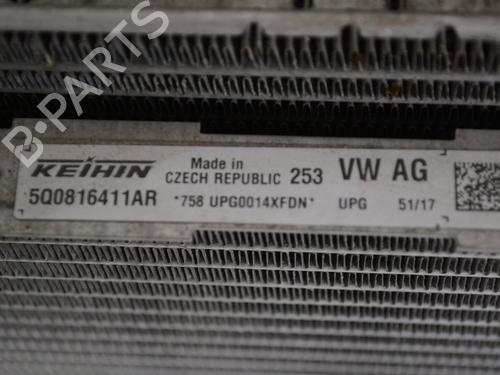 B-PARTS
KEIHIN Made in CZECH REPUBLIC 253 VW AG
5Q0816411AR *758 UPG0014XFDN* UPG 51/17